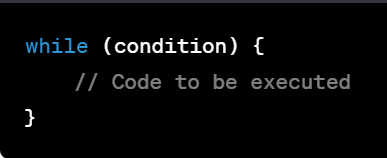 while (condition) {
    // Code to be executed
}